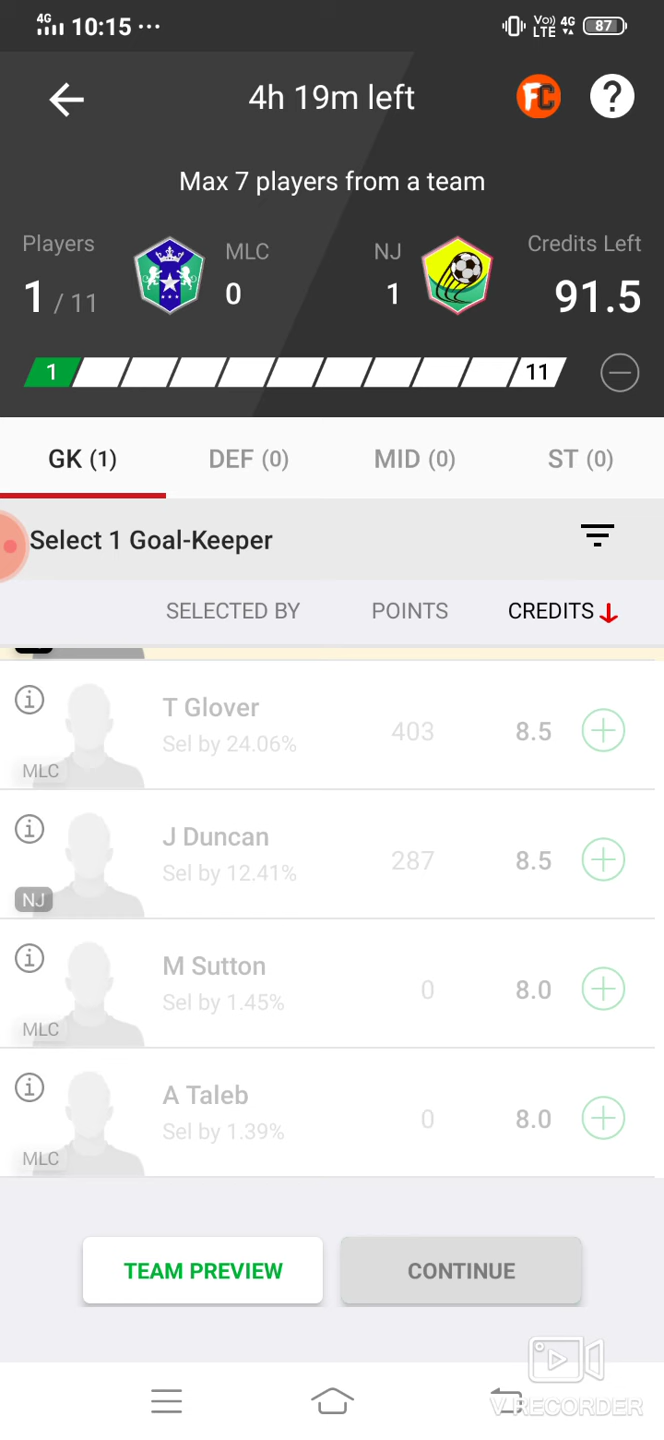 4G 10:15 ··· Vo) LTE 4G 87
4h 19m left FC ?
Max 7 players from a team
Players MLC NJ Credits Left
1 / 11 0 1 91.5
1 11
GK (1) DEF (0) MID (0) ST (0)
Select 1 Goal-Keeper
SELECTED BY POINTS CREDITS
T Glover
Sel by 24.06% 403 8.5
MLC
J Duncan
Sel by 12.41% 287 8.5
NJ
M Sutton
Sel by 1.45% 0 8.0
MLC
A Taleb
Sel by 1.39% 0 8.0
MLC
TEAM PREVIEW CONTINUE
V RECORDER